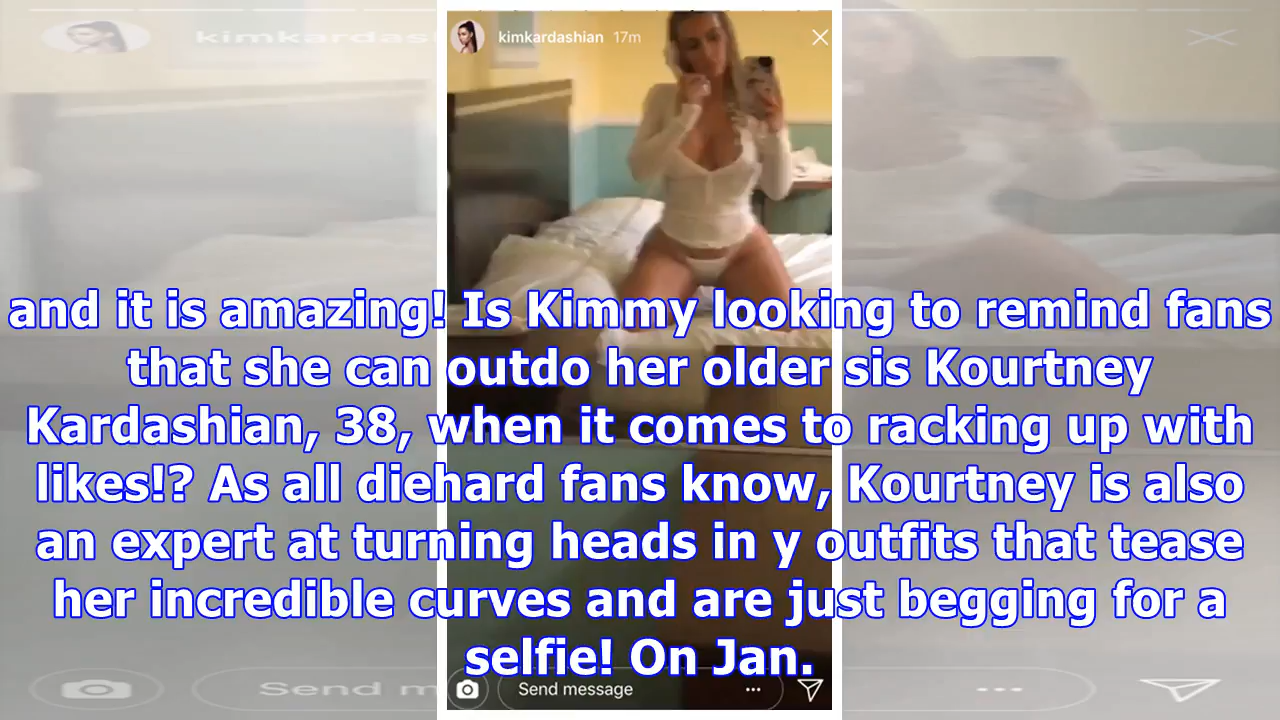 kimkardashian 17m
kimkardas
and it is amazing! Is Kimmy looking to remind fans
that she can outdo her older sis Kourtney
Kardashian, 38, when it comes to racking up with
likes!? As all diehard fans know, Kourtney is also
an expert at turning heads in y outfits that tease
her incredible curves and are just begging for a
selfie! On Jan.
Send m
Send message